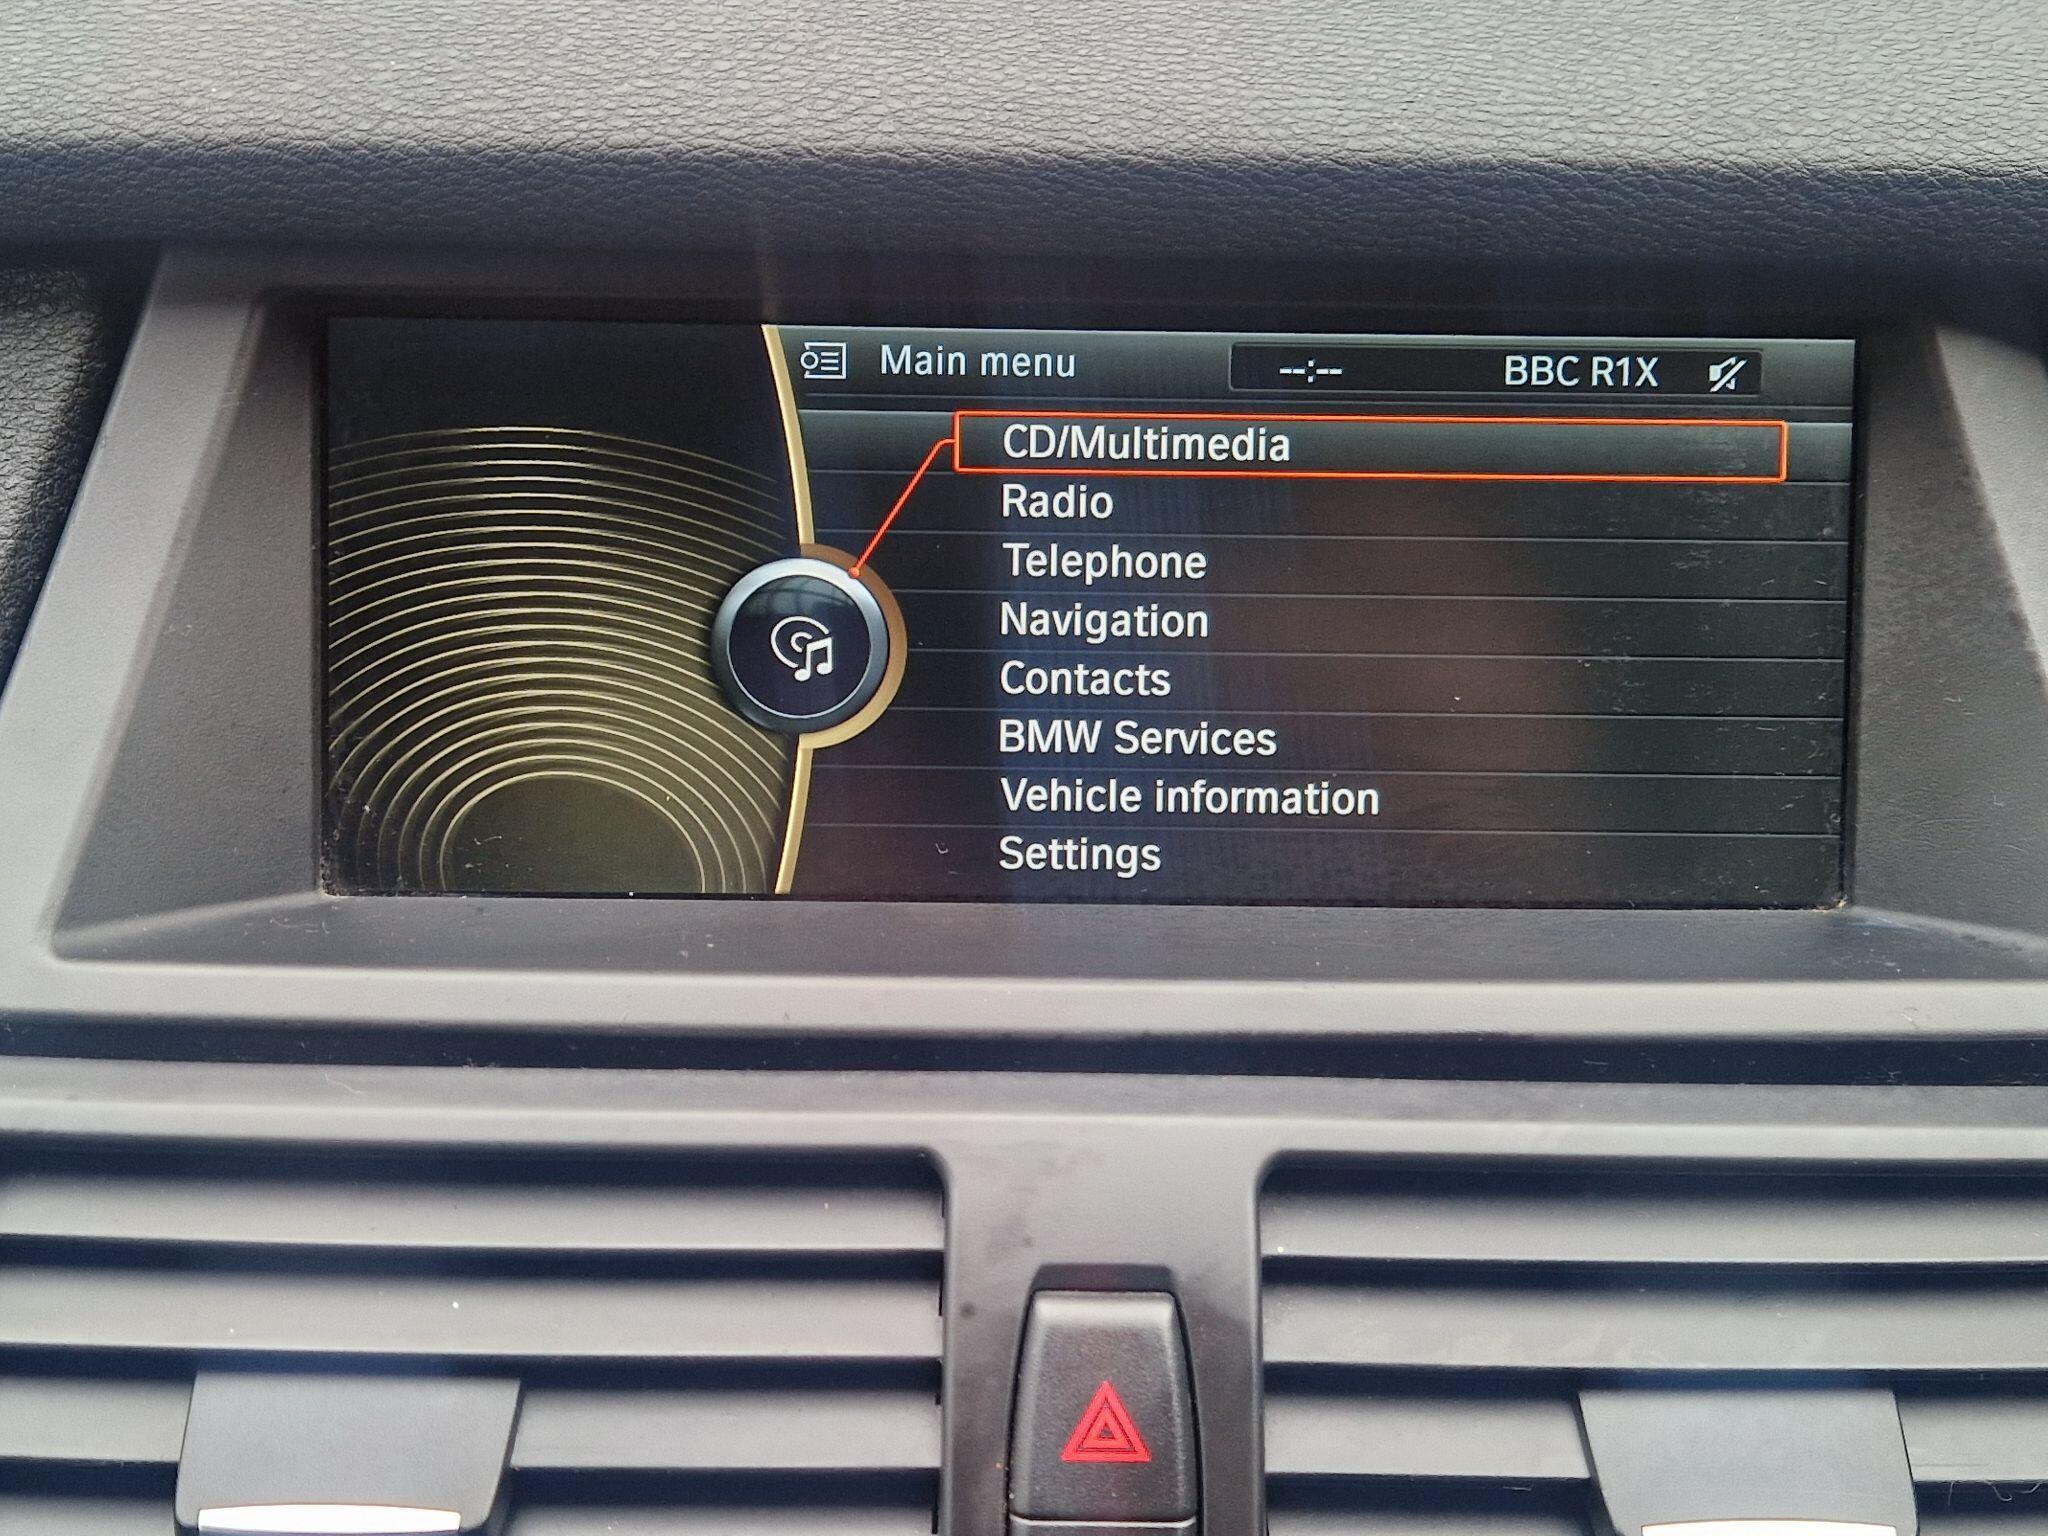 Main menu --:-- BBC R1X
CD/Multimedia
Radio
Telephone
Navigation
Contacts
BMW Services
Vehicle information
Settings